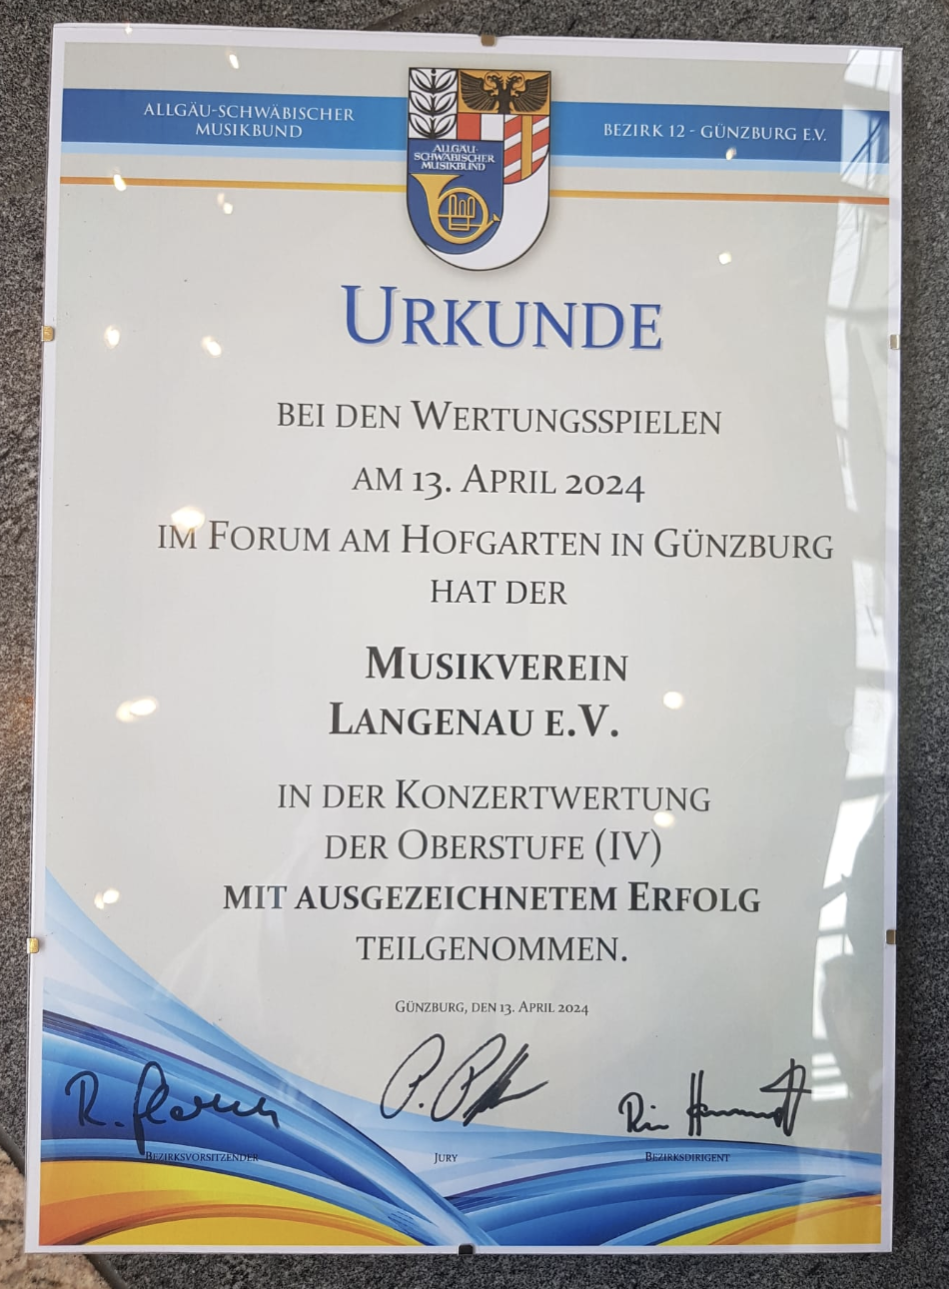 ALLGÄU-SCHWÄBISCHER
MUSIKBUND
BEZIRK 12 - GÜNZBURG E.V.
ALLGÄU-
SCHWÄBISCHER
MUSIKBUND
URKUNDE
BEI DEN WERTUNGSSPIELEN
AM 13. APRIL 2024
IM FORUM AM HOFGARTEN IN GÜNZBURG
HAT DER
MUSIKVEREIN
LANGENAU E.V.
IN DER KONZERTWERTUNG
DER OBERSTUFE (IV)
MIT AUSGEZEICHNETEM ERFOLG
TEILGENOMMEN.
GÜNZBURG, DEN 13. APRIL 2024
BEZIRKSVORSITZENDER
JURY
BEZIRKSDIRIGENT